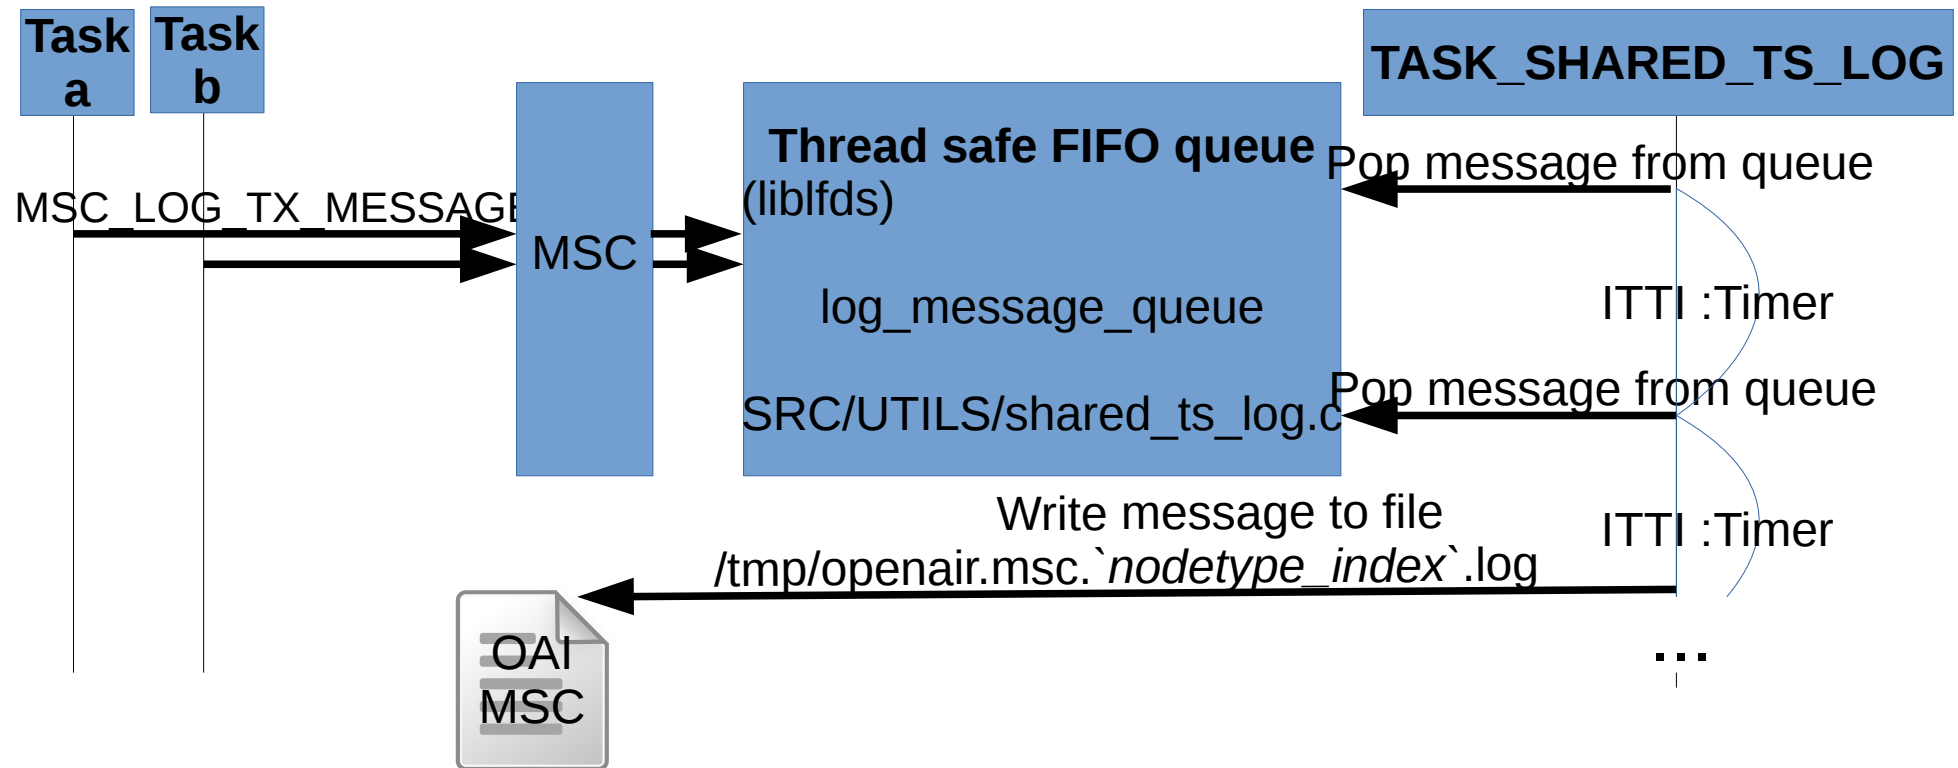 Task
a
Task
b
TASK_SHARED_TS_LOG
MSC_LOG_TX_MESSAGE
MSC
Thread safe FIFO queue
(liblfds)
log_message_queue
SRC/UTILS/shared_ts_log.c
Pop message from queue
ITTI :Timer
Pop message from queue
ITTI :Timer
Write message to file
/tmp/openair.msc.`nodetype_index`.log
...
OAI
MSC